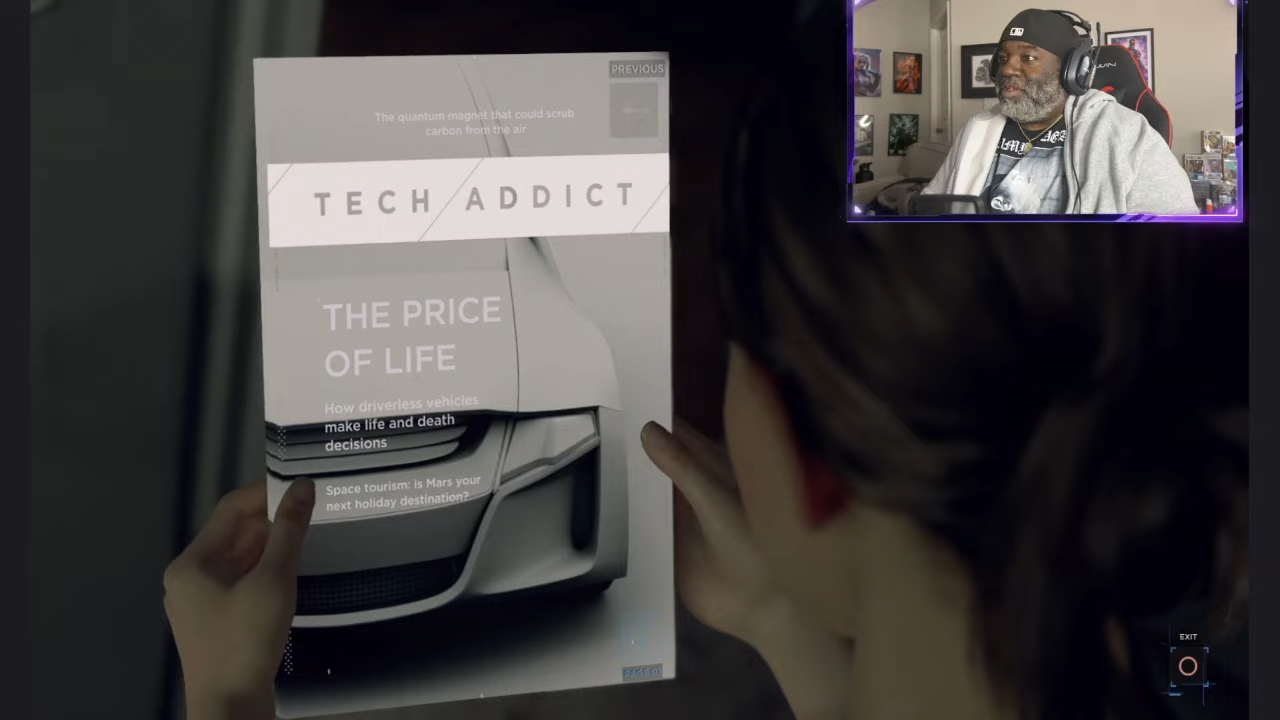 PREVIOUS
The quantum magnet that could scrub
carbon from the air
TECH ADDICT
THE PRICE
OF LIFE
How driverless vehicles
make life and death
decisions
Space tourism: is Mars your
next holiday destination?
EXIT